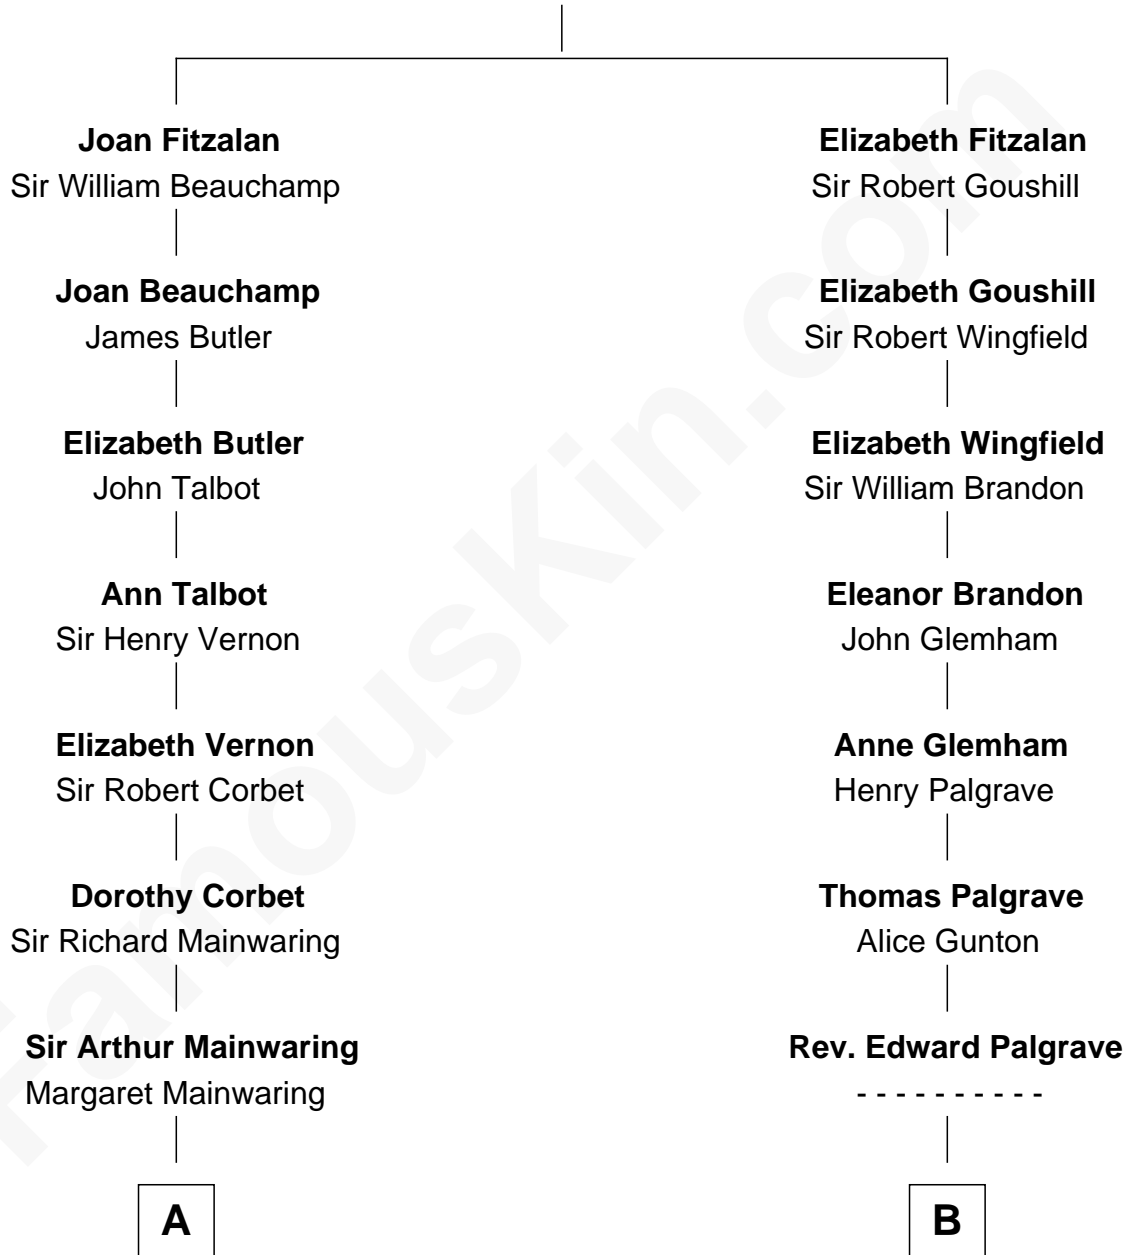 Joan Fitzalan
Sir William Beauchamp
Joan Beauchamp
James Butler
Elizabeth Butler
John Talbot
Ann Talbot
Sir Henry Vernon
Elizabeth Vernon
Sir Robert Corbet
Dorothy Corbet
Sir Richard Mainwaring
Sir Arthur Mainwaring
Margaret Mainwaring
A
Elizabeth Fitzalan
Sir Robert Goushill
Elizabeth Goushill
Sir Robert Wingfield
Elizabeth Wingfield
Sir William Brandon
Eleanor Brandon
John Glemham
Anne Glemham
Henry Palgrave
Thomas Palgrave
Alice Gunton
Rev. Edward Palgrave
- - - - - - - - - -
B
FamousKin.com